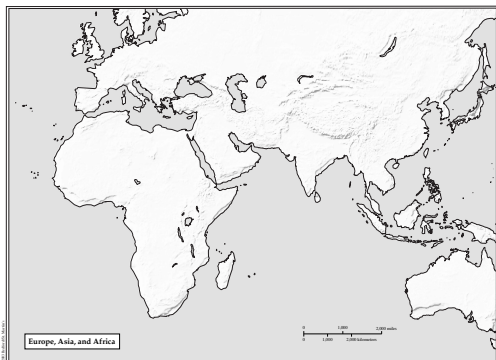 0 1,000 2,000 miles
0 1,000 2,000 kilometers
Europe, Asia, and Africa